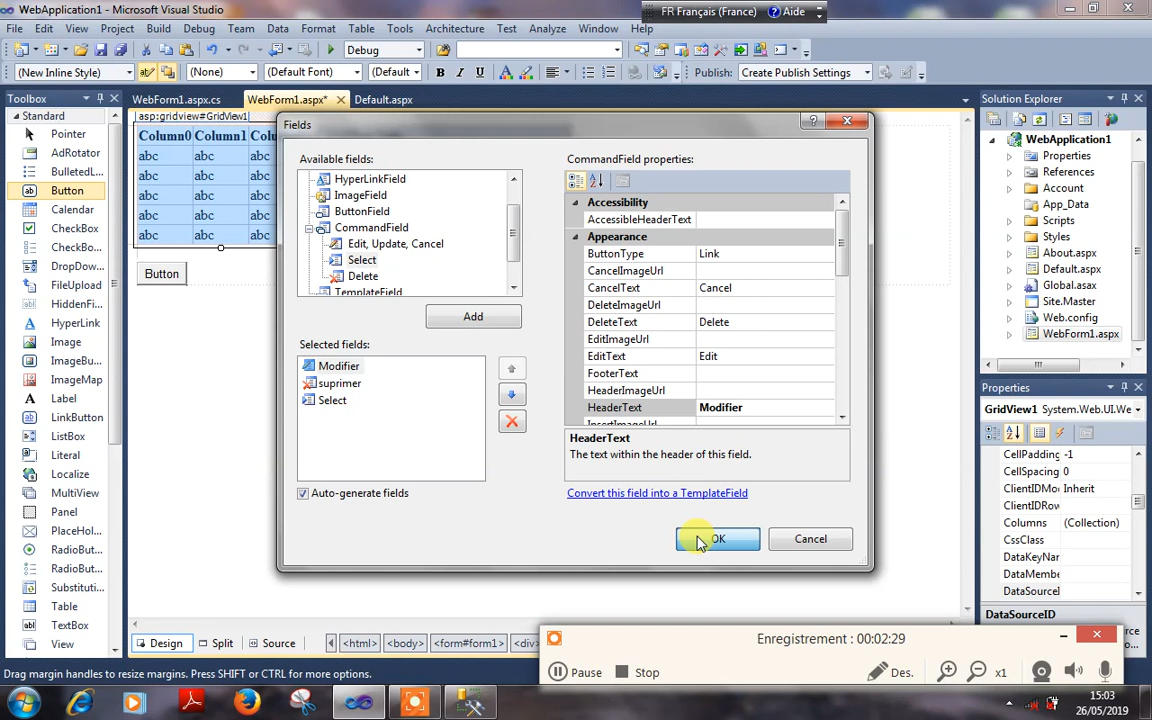 WebApplication1 - Microsoft Visual Studio
FR Français (France)
Aide
File Edit View Project Build Debug Team Data Format Table Tools Architecture Test Analyze Window Help
Debug
(New Inline Style) (None) (Default Font) (Default Publish: Create Publish Settings
Toolbox
WebForm1.aspx.cs WebForm1.aspx* Default.aspx
Standard
Pointer
AdRotator
BulletedL...
Button
Calendar
CheckBox
CheckBo...
DropDow...
FileUpload
HiddenFi...
HyperLink
Image
ImageBu...
ImageMap
Label
LinkButton
ListBox
Literal
Localize
MultiView
Panel
PlaceHol...
RadioBut...
RadioBut...
Substituti...
Table
TextBox
View
asp:gridview#GridView1
Column0 Column1 Colu
abc abc abc
abc abc abc
abc abc abc
abc abc abc
abc abc abc
Button
Fields
Available fields:
HyperLinkField
ImageField
ButtonField
CommandField
Edit, Update, Cancel
Select
Delete
TemplateField
Add
Selected fields:
Modifier
suprimer
Select
Auto-generate fields
CommandField properties:
Accessibility
AccessibleHeaderText
Appearance
ButtonType Link
CancelImageUrl
CancelText Cancel
DeleteImageUrl
DeleteText Delete
EditImageUrl
EditText Edit
FooterText
HeaderImageUrl
HeaderText Modifier
InsertImageUrl
HeaderText
The text within the header of this field.
Convert this field into a TemplateField
OK Cancel
Solution Explorer
WebApplication1
Properties
References
Account
App_Data
Scripts
Styles
About.aspx
Default.aspx
Global.asax
Site.Master
Web.config
WebForm1.aspx
Properties
GridView1 System.Web.UI.We
CellPadding -1
CellSpacing 0
ClientIDMo Inherit
ClientIDRo
Columns (Collection)
CssClass
DataKeyNam
DataMembe
DataSource
DataSourceID
Design Split Source <html> <body> <form#form1> <div>
Drag margin handles to resize margins. Press SHIFT or CTRL for more options.
Enregistrement : 00:02:29
Pause Stop Des. x1
15:03
26/05/2019